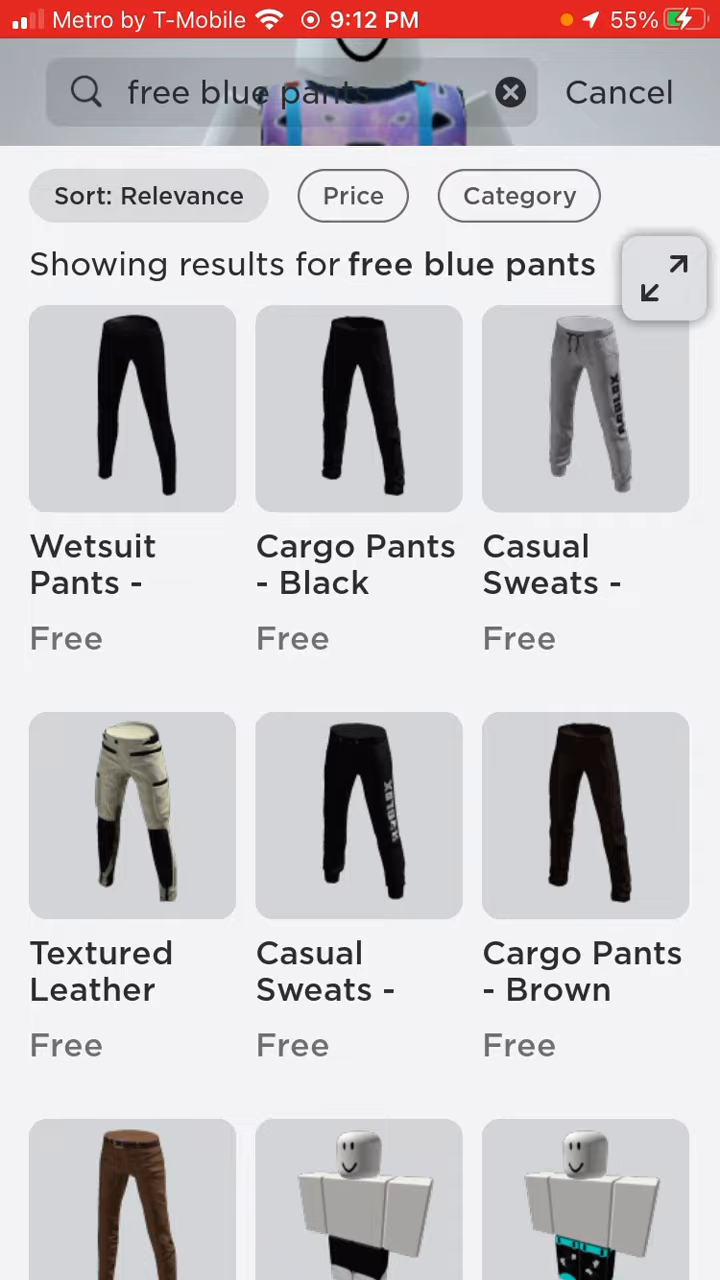 Metro by T-Mobile 9:12 PM 55%
free blue pants Cancel
Sort: Relevance Price Category
Showing results for free blue pants
ROBLOX
Wetsuit Pants -
Cargo Pants - Black
Casual Sweats -
Free Free Free
ROBLOX
Textured Leather
Casual Sweats -
Cargo Pants - Brown
Free Free Free